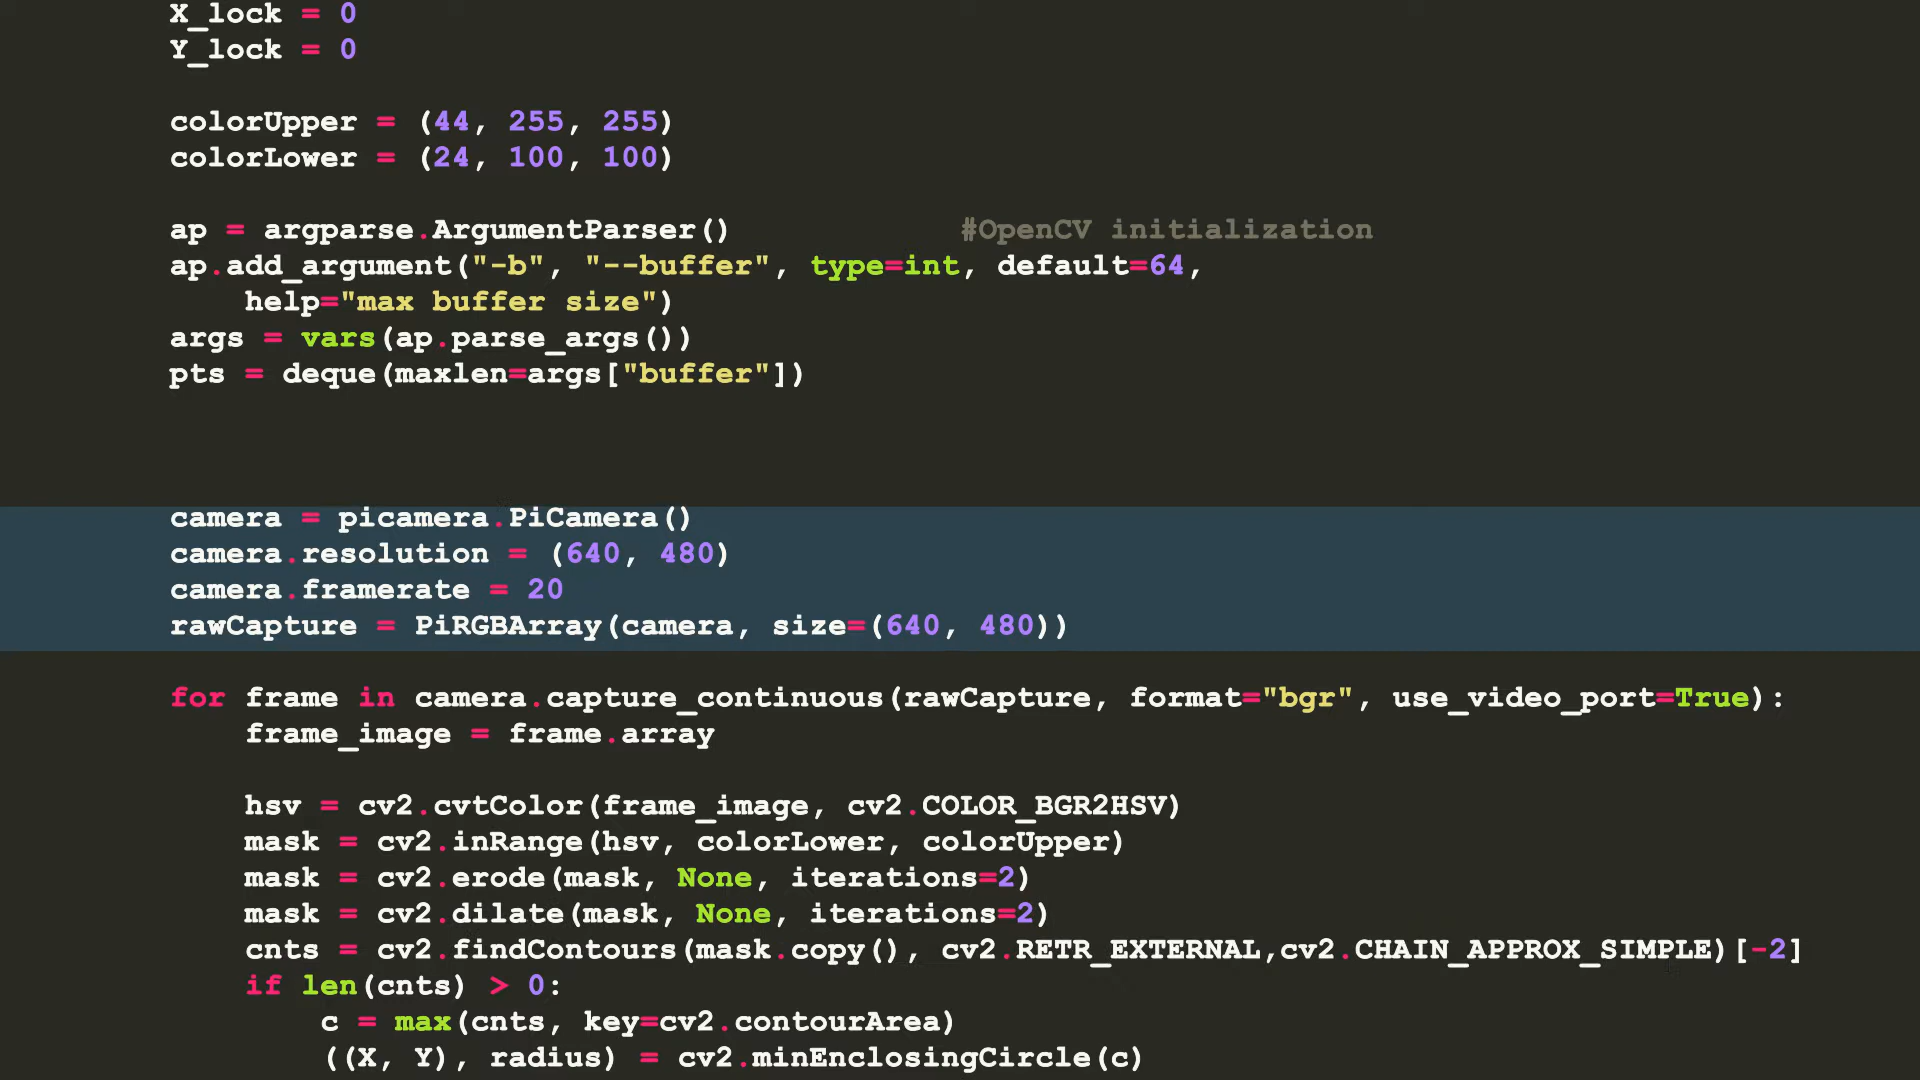 X_lock = 0
Y_lock = 0
colorUpper = (44, 255, 255)
colorLower = (24, 100, 100)
ap = argparse.ArgumentParser()             #OpenCV initialization
ap.add_argument("-b", "--buffer", type=int, default=64,
    help="max buffer size")
args = vars(ap.parse_args())
pts = deque(maxlen=args["buffer"])
camera = picamera.PiCamera()
camera.resolution = (640, 480)
camera.framerate = 20
rawCapture = PiRGBArray(camera, size=(640, 480))
for frame in camera.capture_continuous(rawCapture, format="bgr", use_video_port=True):
    frame_image = frame.array
    hsv = cv2.cvtColor(frame_image, cv2.COLOR_BGR2HSV)
    mask = cv2.inRange(hsv, colorLower, colorUpper)
    mask = cv2.erode(mask, None, iterations=2)
    mask = cv2.dilate(mask, None, iterations=2)
    cnts = cv2.findContours(mask.copy(), cv2.RETR_EXTERNAL,cv2.CHAIN_APPROX_SIMPLE)[-2]
    if len(cnts) > 0:
        c = max(cnts, key=cv2.contourArea)
        ((X, Y), radius) = cv2.minEnclosingCircle(c)